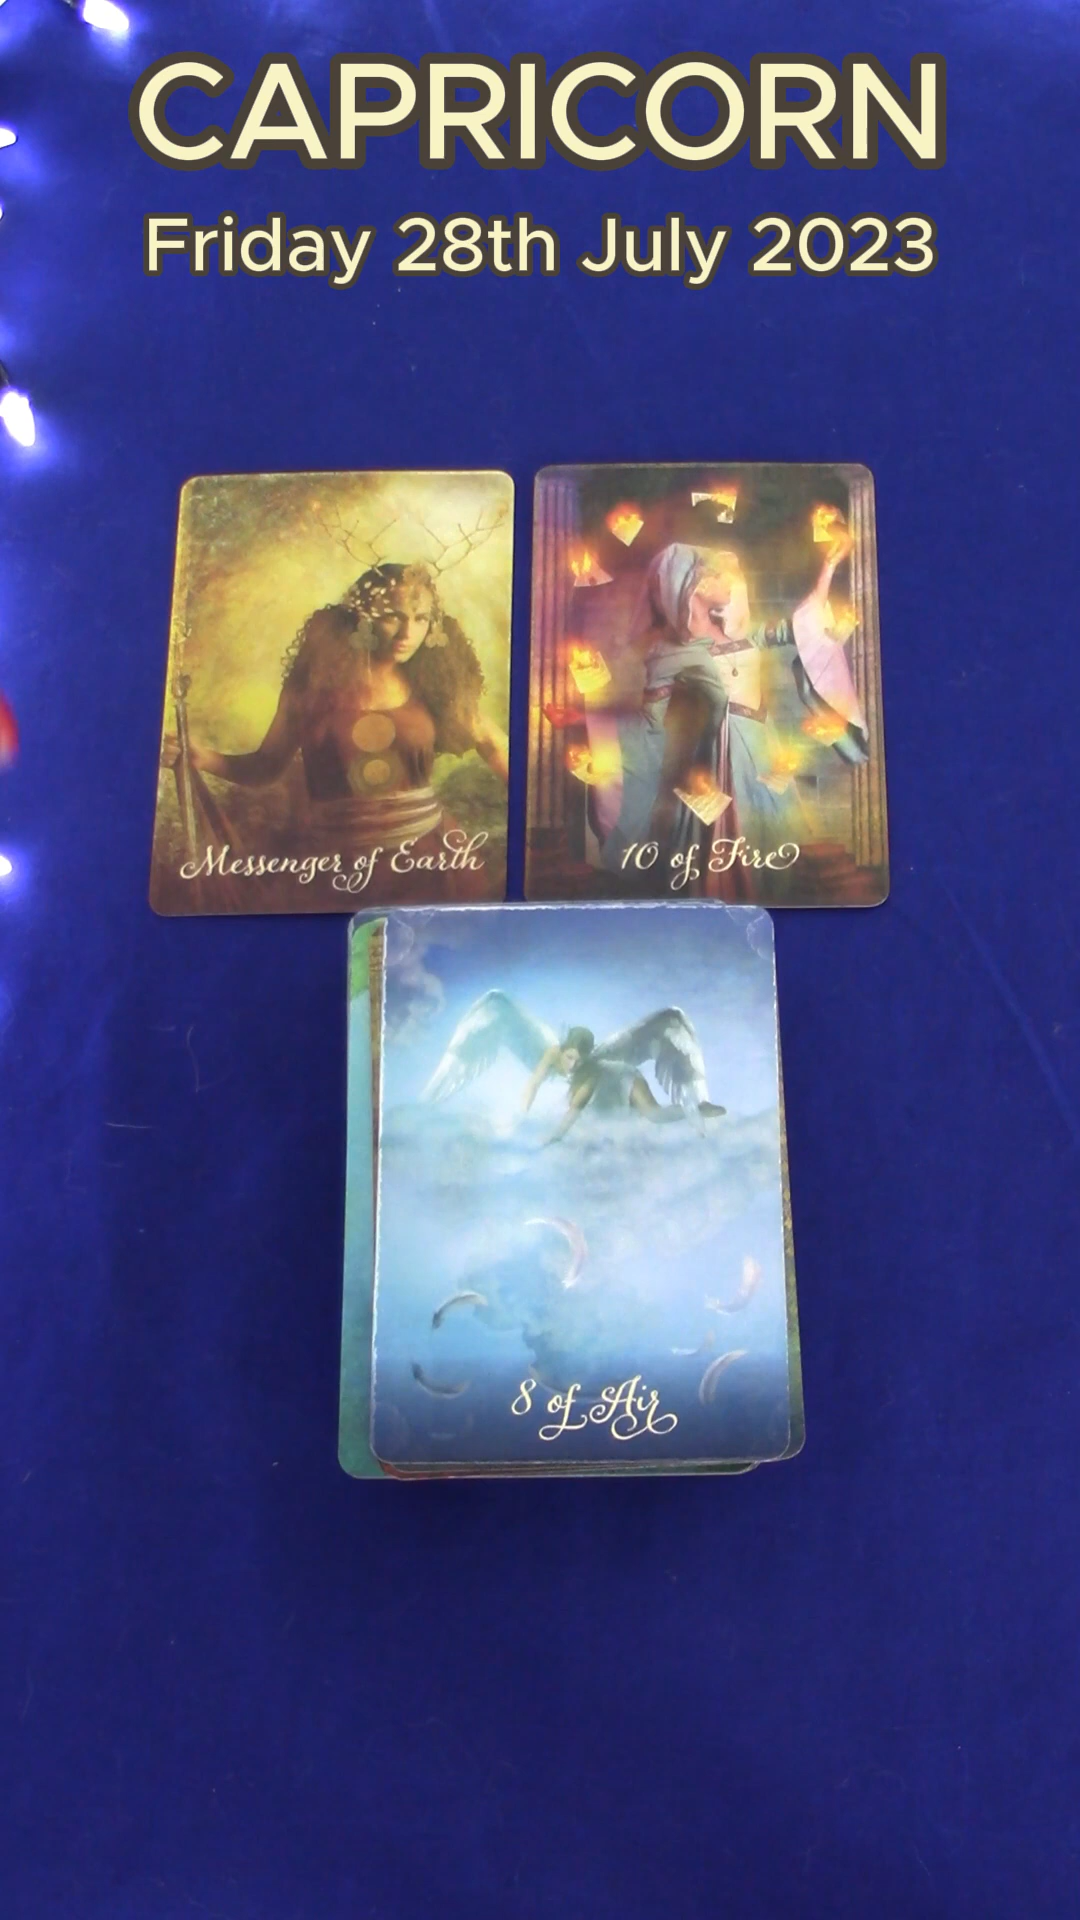 CAPRICORN
Friday 28th July 2023
Messenger of Earth
10 of Fire
8 of Air